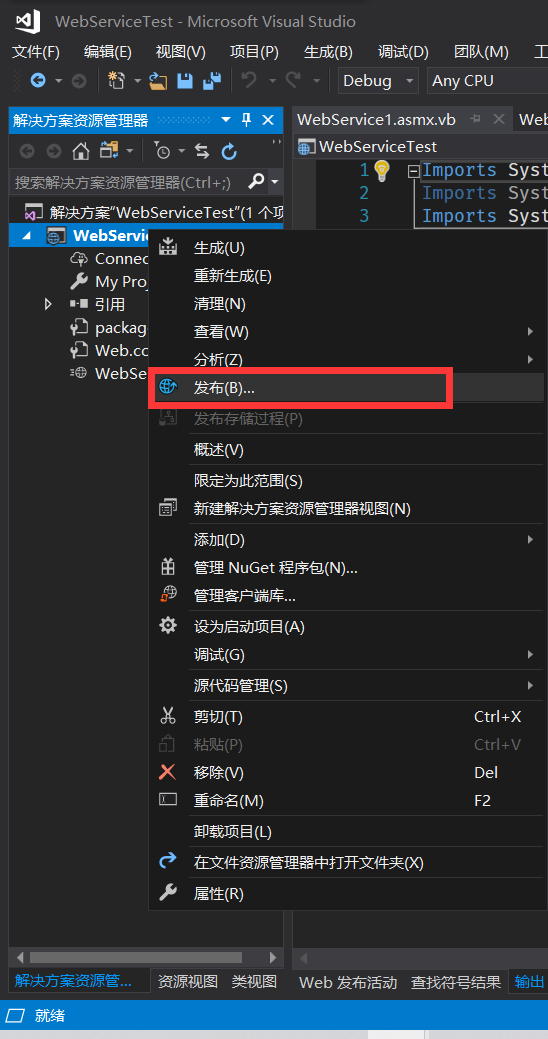 WebServiceTest - Microsoft Visual Studio
文件(F) 编辑(E) 视图(V) 项目(P) 生成(B) 调试(D) 团队(M) 工
Debug Any CPU
解决方案资源管理器
搜索解决方案资源管理器(Ctrl+;)
解决方案"WebServiceTest"(1 个项
WebServic
Connec
My Proj
引用
packag
Web.co
WebSe
WebService1.asmx.vb We
WebServiceTest
1 Imports Syst
2 Imports Syst
3 Imports Syst
生成(U)
重新生成(E)
清理(N)
查看(W)
分析(Z)
发布(B)...
发布存储过程(P)
概述(V)
限定为此范围(S)
新建解决方案资源管理器视图(N)
添加(D)
管理 NuGet 程序包(N)...
管理客户端库...
设为启动项目(A)
调试(G)
源代码管理(S)
剪切(T) Ctrl+X
粘贴(P) Ctrl+V
移除(V) Del
重命名(M) F2
卸载项目(L)
在文件资源管理器中打开文件夹(X)
属性(R)
解决方案资源管... 资源视图 类视图 Web 发布活动 查找符号结果 输出
就绪